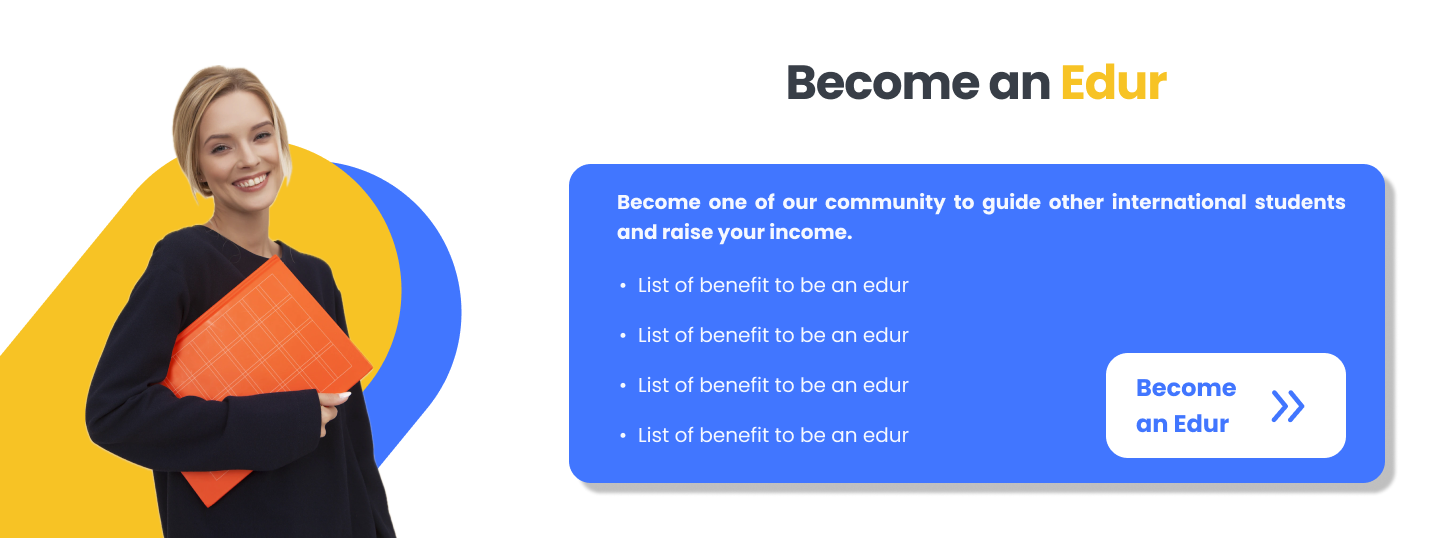 Become an Edur
Become one of our community to guide other international students
and raise your income.
• List of benefit to be an edur
• List of benefit to be an edur
• List of benefit to be an edur
• List of benefit to be an edur
Become
an Edur